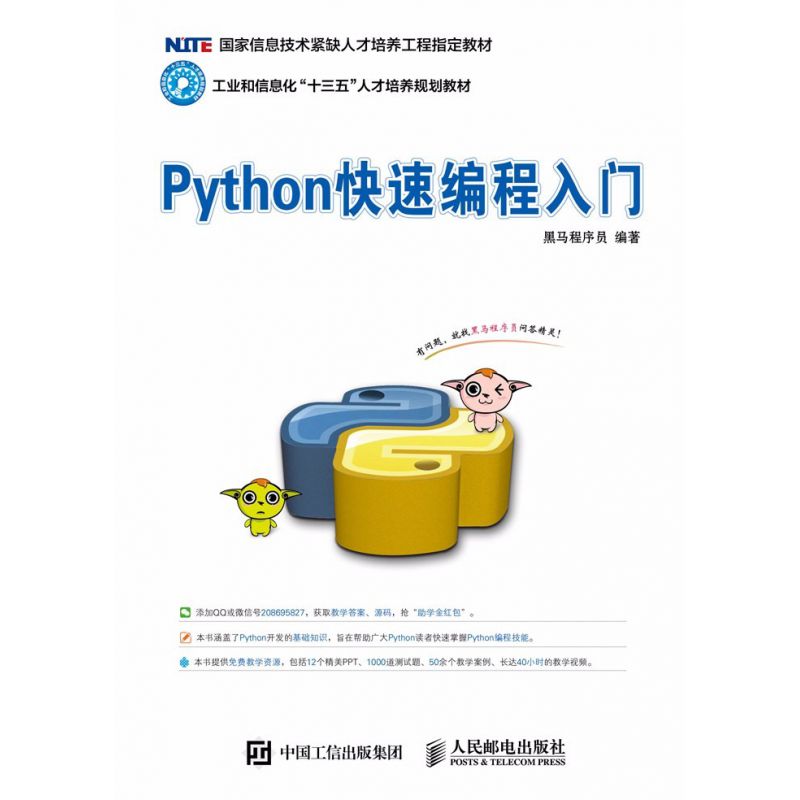 NITE 国家信息技术紧缺人才培养工程指定教材
工业和信息化“十三五”人才培养规划教材
Python快速编程入门
黑马程序员 编著
有问题，就找黑马程序员问答精灵！
添加QQ或微信号208695827，获取教学答案、源码，抢“助学金红包”。
本书涵盖了Python开发的基础知识，旨在帮助广大Python读者快速掌握Python编程技能。
本书提供免费教学资源，包括12个精美PPT、1000道测试题、50余个教学案例、长达40小时的教学视频。
中国工信出版集团
人民邮电出版社
POSTS & TELECOM PRESS